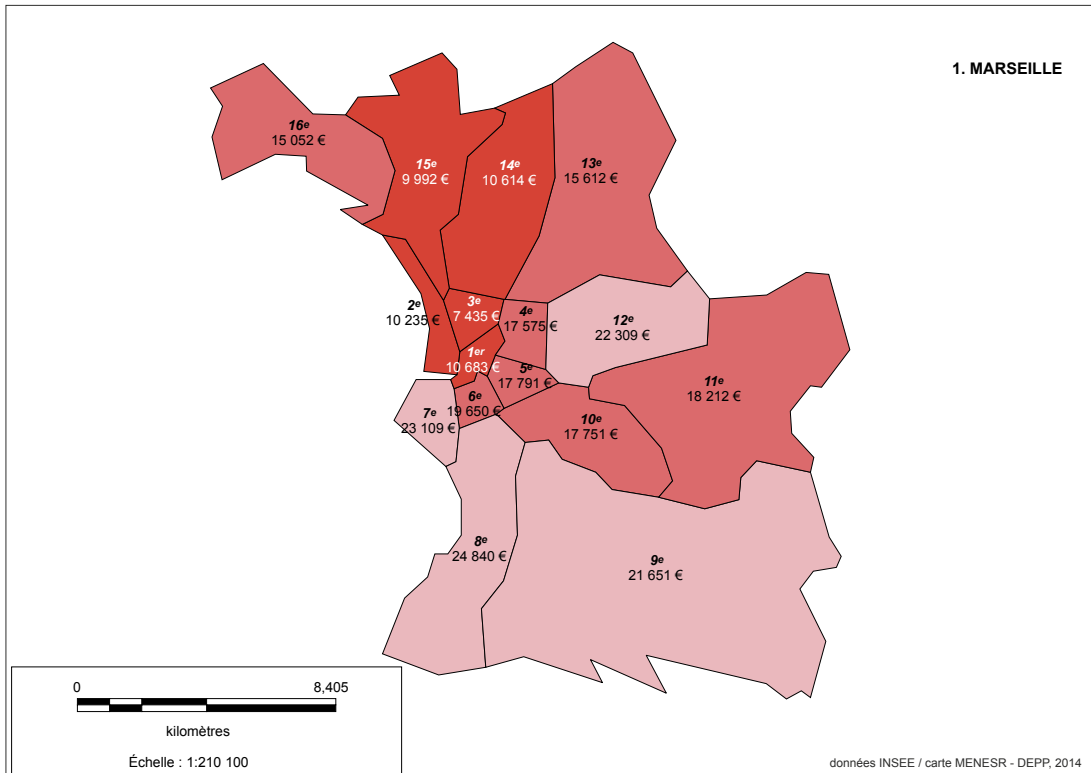 1. MARSEILLE
16e
15 052 €
15e
9 992 €
14e
10 614 €
13e
15 612 €
2e
10 235 €
3e
7 435 €
4e
17 575 €
12e
22 309 €
1er
10 683 €
5e
17 791 €
11e
18 212 €
6e
19 650 €
7e
23 109 €
10e
17 751 €
8e
24 840 €
9e
21 651 €
0 8,405
kilomètres
Échelle : 1:210 100
données INSEE / carte MENESR - DEPP, 2014